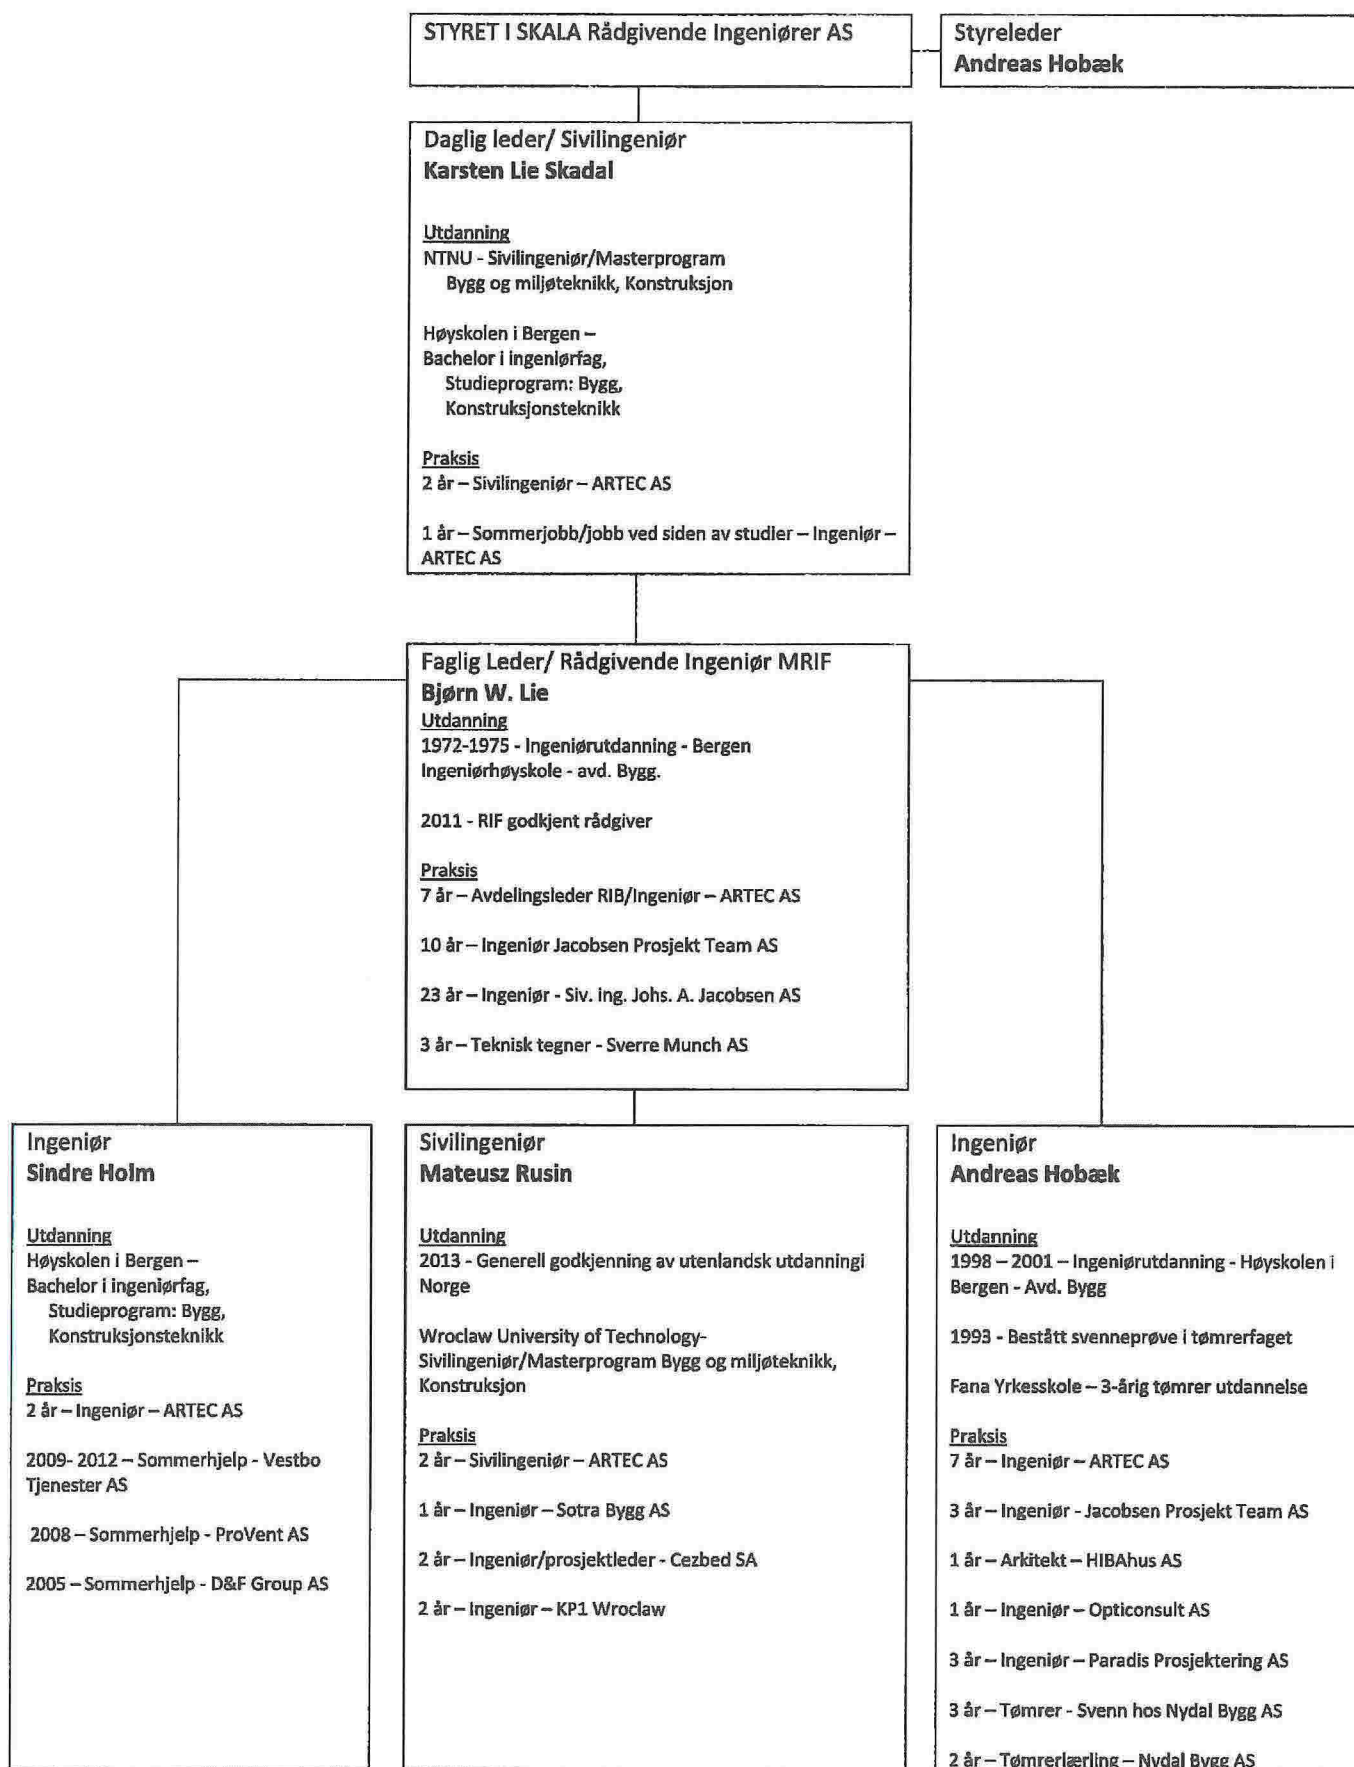 STYRET I SKALA Rådgivende Ingeniører AS
Styreleder
Andreas Hobæk
Daglig leder/ Sivilingeniør
Karsten Lie Skadal
Utdanning
NTNU - Sivilingeniør/Masterprogram
Bygg og miljøteknikk, Konstruksjon
Høyskolen i Bergen –
Bachelor i ingeniørfag,
Studieprogram: Bygg,
Konstruksjonsteknikk
Praksis
2 år – Sivilingeniør – ARTEC AS
1 år – Sommerjobb/jobb ved siden av studier – Ingeniør –
ARTEC AS
Faglig Leder/ Rådgivende Ingeniør MRIF
Bjørn W. Lie
Utdanning
1972-1975 - Ingeniørutdanning - Bergen
Ingeniørhøyskole - avd. Bygg.
2011 - RIF godkjent rådgiver
Praksis
7 år – Avdelingsleder RIB/Ingeniør – ARTEC AS
10 år – Ingeniør Jacobsen Prosjekt Team AS
23 år – Ingeniør - Siv. ing. Johs. A. Jacobsen AS
3 år – Teknisk tegner - Sverre Munch AS
Ingeniør
Sindre Holm
Utdanning
Høyskolen i Bergen –
Bachelor i ingeniørfag,
Studieprogram: Bygg,
Konstruksjonsteknikk
Praksis
2 år – Ingeniør – ARTEC AS
2009- 2012 – Sommerhjelp - Vestbo
Tjenester AS
2008 – Sommerhjelp - ProVent AS
2005 – Sommerhjelp - D&F Group AS
Sivilingeniør
Mateusz Rusin
Utdanning
2013 - Generell godkjenning av utenlandsk utdanningi
Norge
Wroclaw University of Technology-
Sivilingeniør/Masterprogram Bygg og miljøteknikk,
Konstruksjon
Praksis
2 år – Sivilingeniør – ARTEC AS
1 år – Ingeniør – Sotra Bygg AS
2 år – Ingeniør/prosjektleder - Cezbed SA
2 år – Ingeniør – KP1 Wroclaw
Ingeniør
Andreas Hobæk
Utdanning
1998 – 2001 – Ingeniørutdanning - Høyskolen i
Bergen - Avd. Bygg
1993 - Bestått svenneprøve i tømrerfaget
Fana Yrkesskole – 3-årig tømrer utdannelse
Praksis
7 år – Ingeniør – ARTEC AS
3 år – Ingeniør - Jacobsen Prosjekt Team AS
1 år – Arkitekt – HIBAhus AS
1 år – Ingeniør – Opticonsult AS
3 år – Ingeniør – Paradis Prosjektering AS
3 år – Tømrer - Svenn hos Nydal Bygg AS
2 år – Tømrerlærling – Nydal Bygg AS